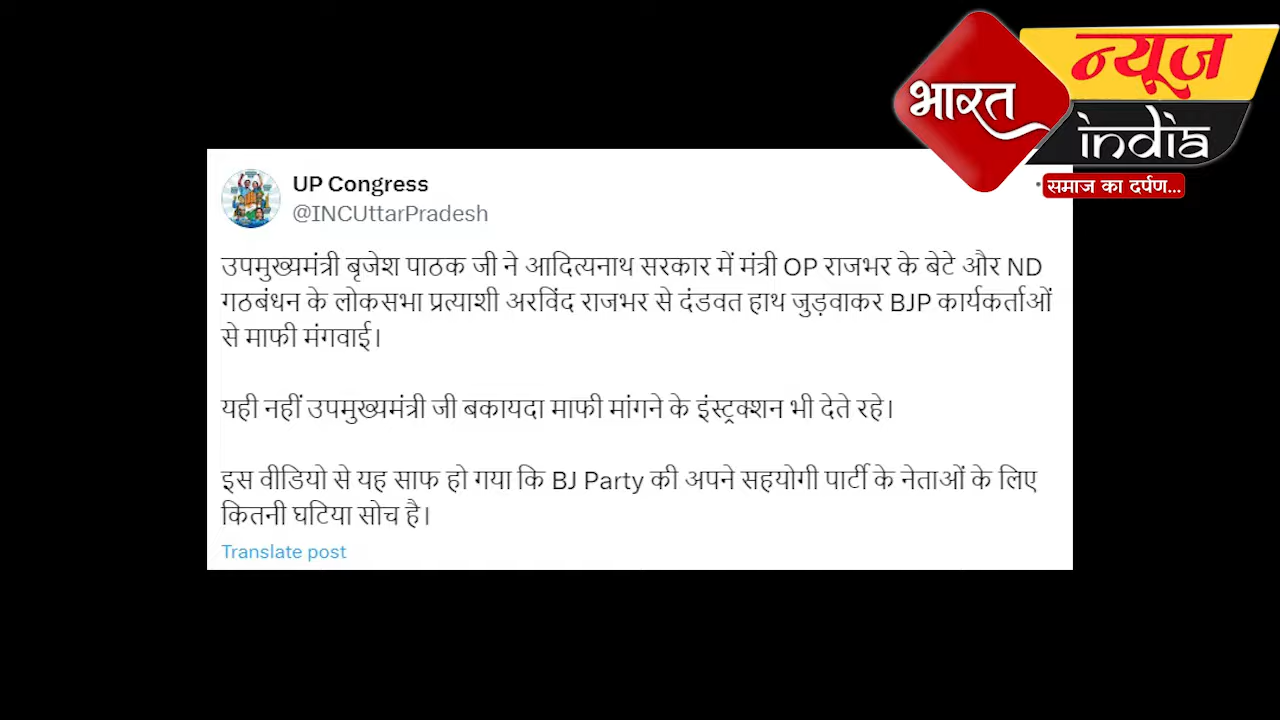 भारत
न्यूज़
india
समाज का दर्पण...
UP Congress
@INCUttarPradesh
उपमुख्यमंत्री बृजेश पाठक जी ने आदित्यनाथ सरकार में मंत्री OP राजभर के बेटे और ND
गठबंधन के लोकसभा प्रत्याशी अरविंद राजभर से दंडवत हाथ जुड़वाकर BJP कार्यकर्ताओं
से माफी मंगवाई।
यही नहीं उपमुख्यमंत्री जी बकायदा माफी मांगने के इंस्ट्रक्शन भी देते रहे।
इस वीडियो से यह साफ हो गया कि BJ Party की अपने सहयोगी पार्टी के नेताओं के लिए
कितनी घटिया सोच है।
Translate post